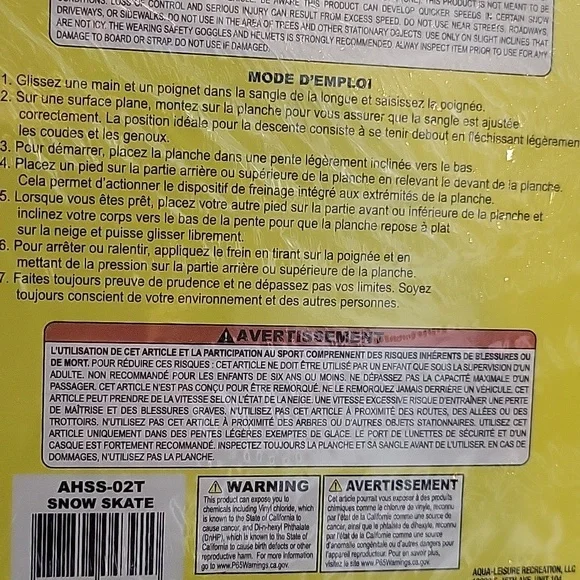 THIS PRODUCT CAN DEVELOP QUICKER SPEEDS IN CERTAIN SNOW
CONTROL AND SERIOUS INJURY CAN RESULT FROM EXCESS SPEED. DO NOT USE NEAR STREETS, ROADWAYS,
DRIVEWAYS, OR SIDEWALKS. DO NOT USE IN THE AREA OF TREES AND OTHER STATIONARY OBJECTS. USE ONLY ON SLIGHT INCLINES THAT
ARE NOT ICY. THE WEARING SAFETY GOGGLES AND HELMETS IS STRONGLY RECOMMENDED. ALWAY INSPECT ITEM PRIOR TO USE FOR ANY
DAMAGE TO BOARD OR STRAP. DO NOT USE IF DAMAGED.
MODE D'EMPLOI
1. Glissez une main et un poignet dans la sangle de la longue et saisissez la poignée.
2. Sur une surface plane, montez sur la planche pour vous assurer que la sangle est ajustée
correctement. La position idéale pour la descente consiste à se tenir debout en fléchissant légèremen
les coudes et les genoux.
3. Pour démarrer, placez la planche dans une pente légèrement inclinée vers le bas.
4. Placez un pied sur la partie arrière ou supérieure de la planche en relevant le devant de la planche.
Cela permet d'actionner le dispositif de freinage intégré aux extrémités de la planche.
5. Lorsque vous êtes prêt, placez votre autre pied sur la partie avant ou inférieure de la planche et
inclinez votre corps vers le bas de la pente pour que la planche repose à plat
sur la neige et puisse glisser librement.
6. Pour arrêter ou ralentir, appliquez le frein en tirant sur la poignée et en
mettant de la pression sur la partie arrière ou supérieure de la planche.
7. Faites toujours preuve de prudence et ne dépassez pas vos limites. Soyez
toujours conscient de votre environnement et des autres personnes.
AVERTISSEMENT
L'UTILISATION DE CET ARTICLE ET LA PARTICIPATION AU SPORT COMPRENNENT DES RISQUES INHÉRENTS DE BLESSURES OU
DE MORT. POUR RÉDUIRE CES RISQUES : CET ARTICLE NE DOIT ÊTRE UTILISÉ PAR UN ENFANT QUE SOUS LA SUPERVISION D'UN
ADULTE. NON RECOMMANDÉ POUR LES ENFANTS DE SIX ANS OU MOINS. NE DÉPASSEZ PAS LA CAPACITÉ MAXIMALE D'UN
PASSAGER. CET ARTICLE N'EST PAS CONÇU POUR ÊTRE REMORQUÉ. NE LE REMORQUEZ JAMAIS DERRIÈRE UN VÉHICULE. CET
ARTICLE PEUT PRENDRE DE LA VITESSE SELON L'ÉTAT DE LA NEIGE. UNE VITESSE EXCESSIVE RISQUE D'ENTRAÎNER UNE PERTE
DE MAÎTRISE ET DES BLESSURES GRAVES. N'UTILISEZ PAS CET ARTICLE À PROXIMITÉ DES ROUTES, DES ALLÉES OU DES
TROTTOIRS. N'UTILISEZ PAS CET ARTICLE À PROXIMITÉ DES ARBRES OU D'AUTRES OBJETS STATIONNAIRES. UTILISEZ CET
ARTICLE UNIQUEMENT DANS DES PENTES LÉGÈRES EXEMPTES DE GLACE. LE PORT DE LUNETTES DE SÉCURITÉ ET D'UN
CASQUE EST FORTEMENT RECOMMANDÉ. INSPECTEZ TOUJOURS LA PLANCHE ET SA SANGLE AVANT DE L'UTILISER. EN CAS DE
DOMMAGES, N'UTILISEZ PAS LA PLANCHE.
AHSS-02T
SNOW SKATE
WARNING
This product can expose you to
chemicals including Vinyl chloride, which
is known to the State of California to
cause cancer, and Di-n-hexyl Phthalate
(DnHP), which is known to the State of
California to cause birth defects or other
reproductive harm. For more information
go to www.P65Warnings.ca.gov.
AVERTISSEMENT
Cet article pourrait vous exposer à des produits
chimiques comme le chlorure de vinyle, reconnu
par l'état de la Californie comme une source de
cancer, ainsi que le phtalate de dihexyle, reconnu
par l'état de la Californie comme une source
d'anomalie congénitale ou d'autres dangers pour
l'appareil reproducteur. Pour en savoir plus,
visitez le site www.P65Warnings.ca.gov.
AQUA-LEISURE RECREATION, LLC